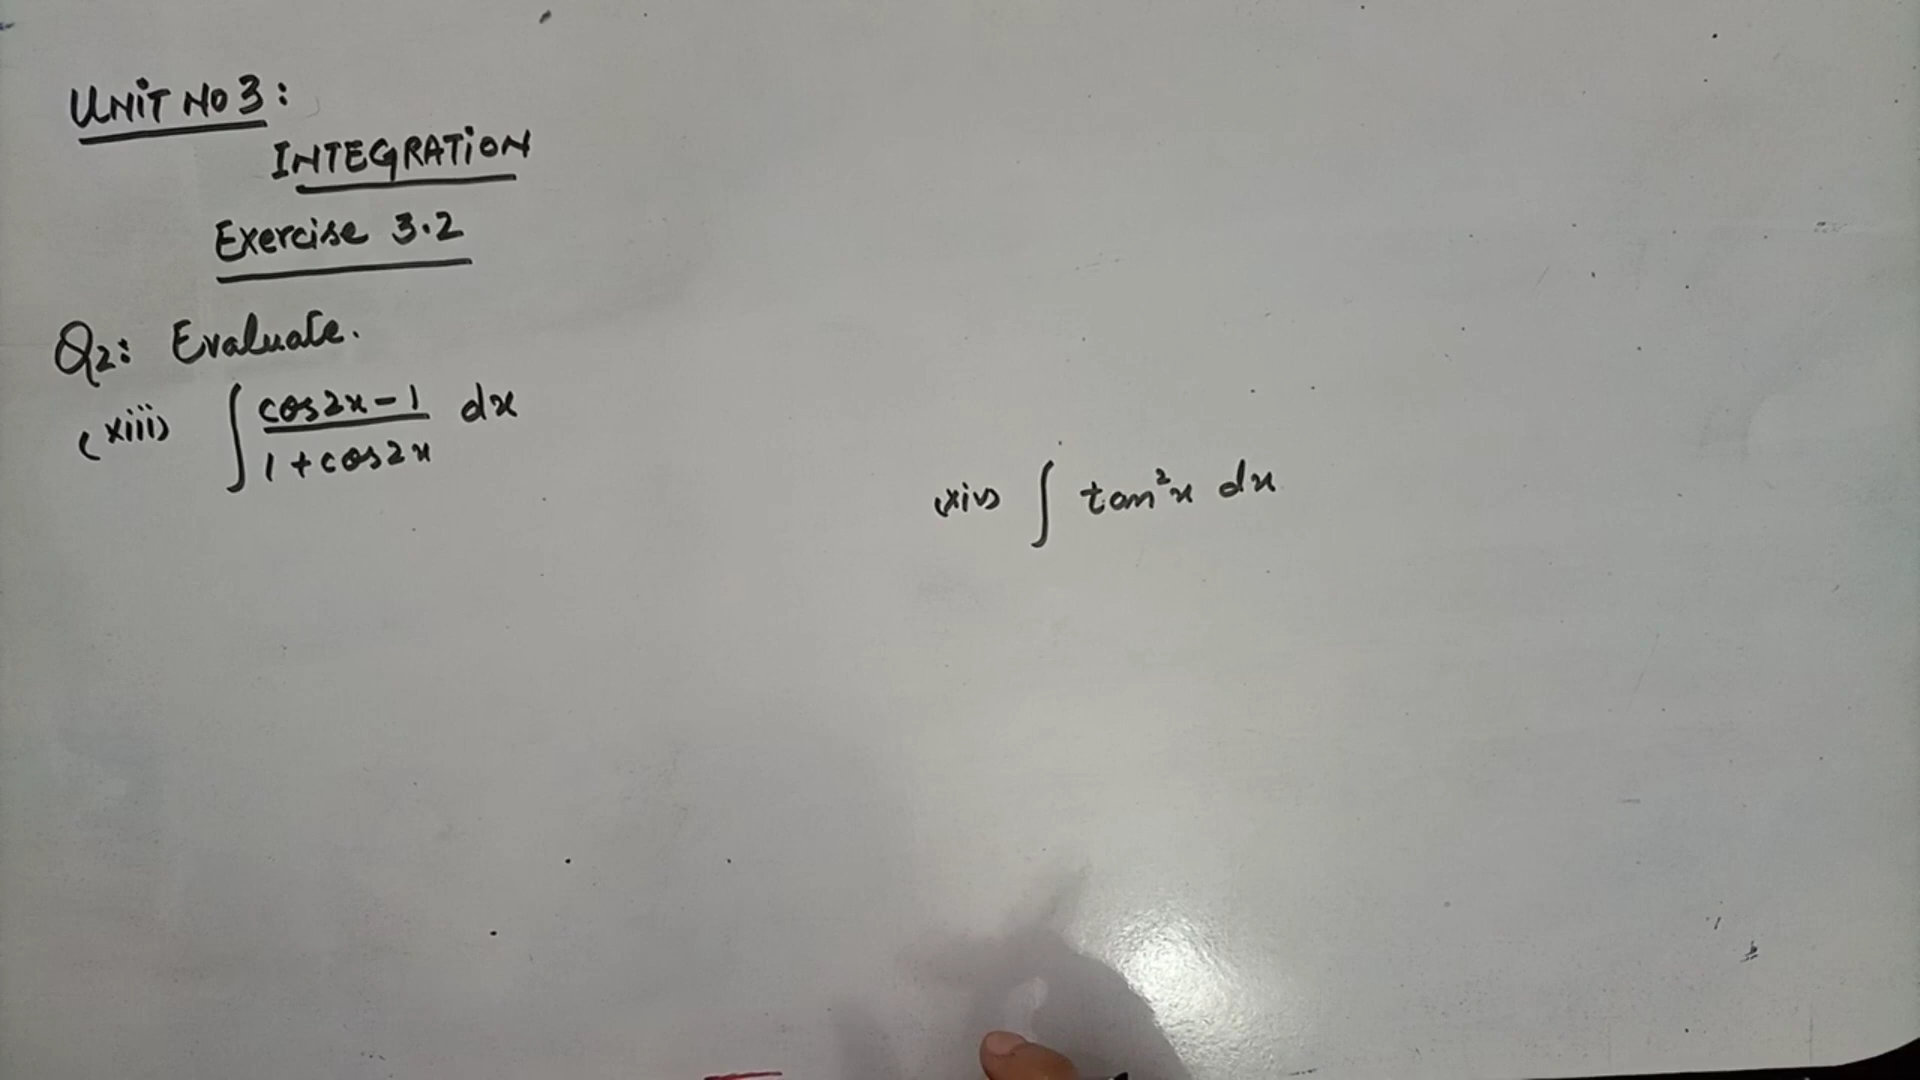 UNIT NO 3:
INTEGRATION
Exercise 3.2
Q2: Evaluate.
(xiii) ∫ cos2x-1 / 1+cos2x dx
(xiv) ∫ tan²x dx